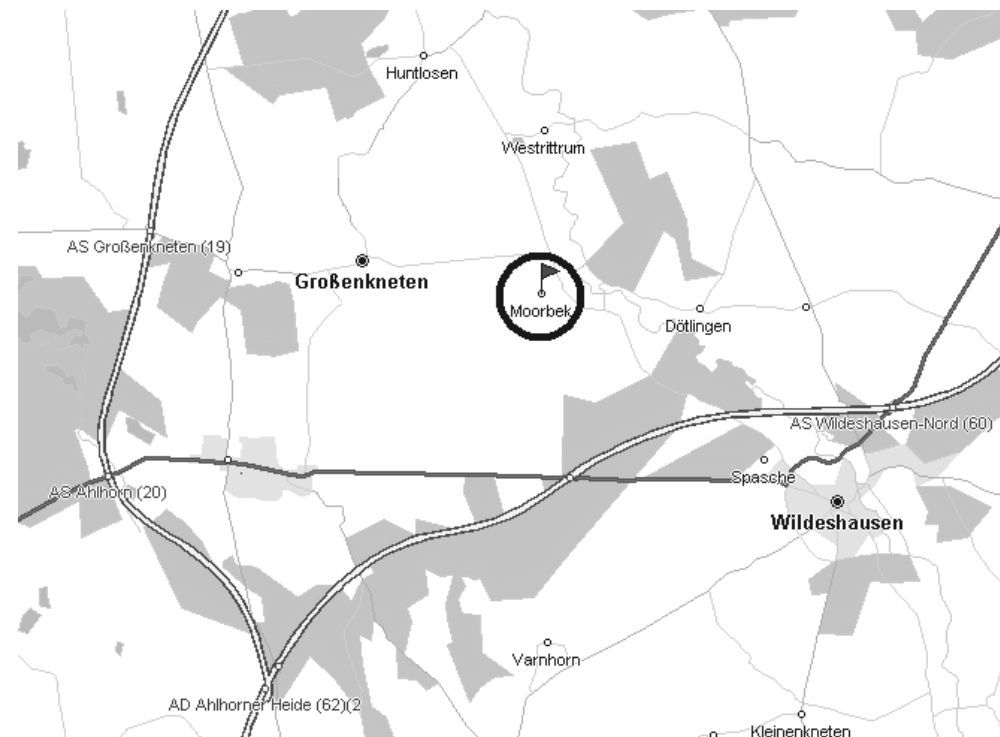 Huntlosen
Westrittrum
AS Großenkneten (19)
Großenkneten
Moorbek
Dötlingen
AS Wildeshausen-Nord (60)
Spasche
AS Ahlhorn (20)
Wildeshausen
Varnhorn
AD Ahlhorner Heide (62)(2
Kleinenkneten